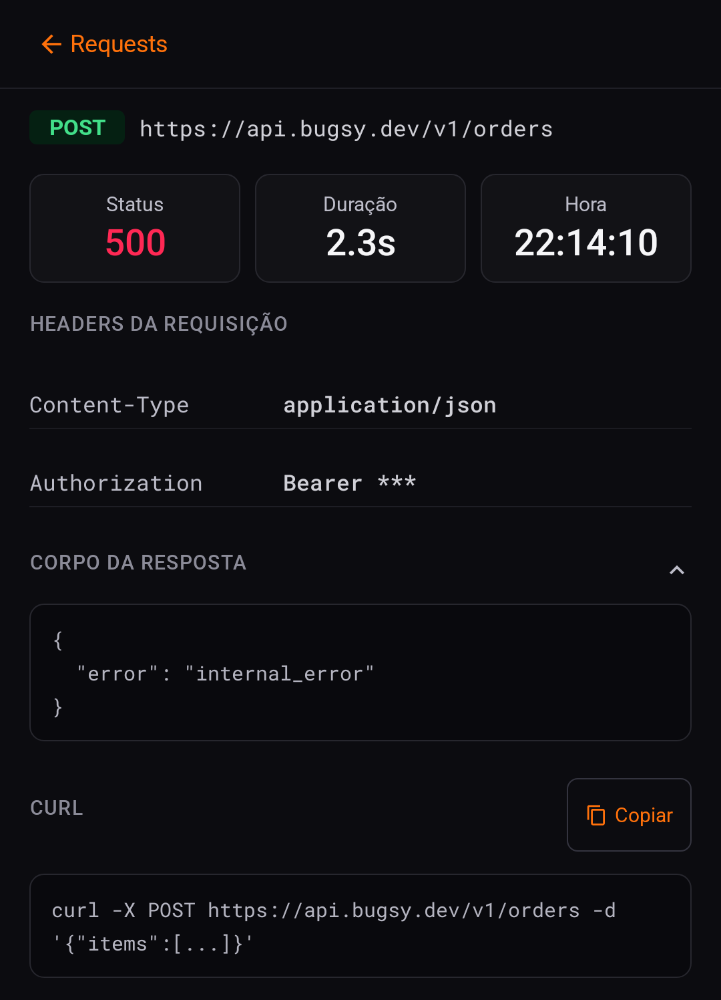 ← Requests
POST https://api.bugsy.dev/v1/orders
Status Duração Hora
500 2.3s 22:14:10
HEADERS DA REQUISIÇÃO
Content-Type application/json
Authorization Bearer ***
CORPO DA RESPOSTA
{
  "error": "internal_error"
}
CURL
Copiar
curl -X POST https://api.bugsy.dev/v1/orders -d
'{"items":[...]}'